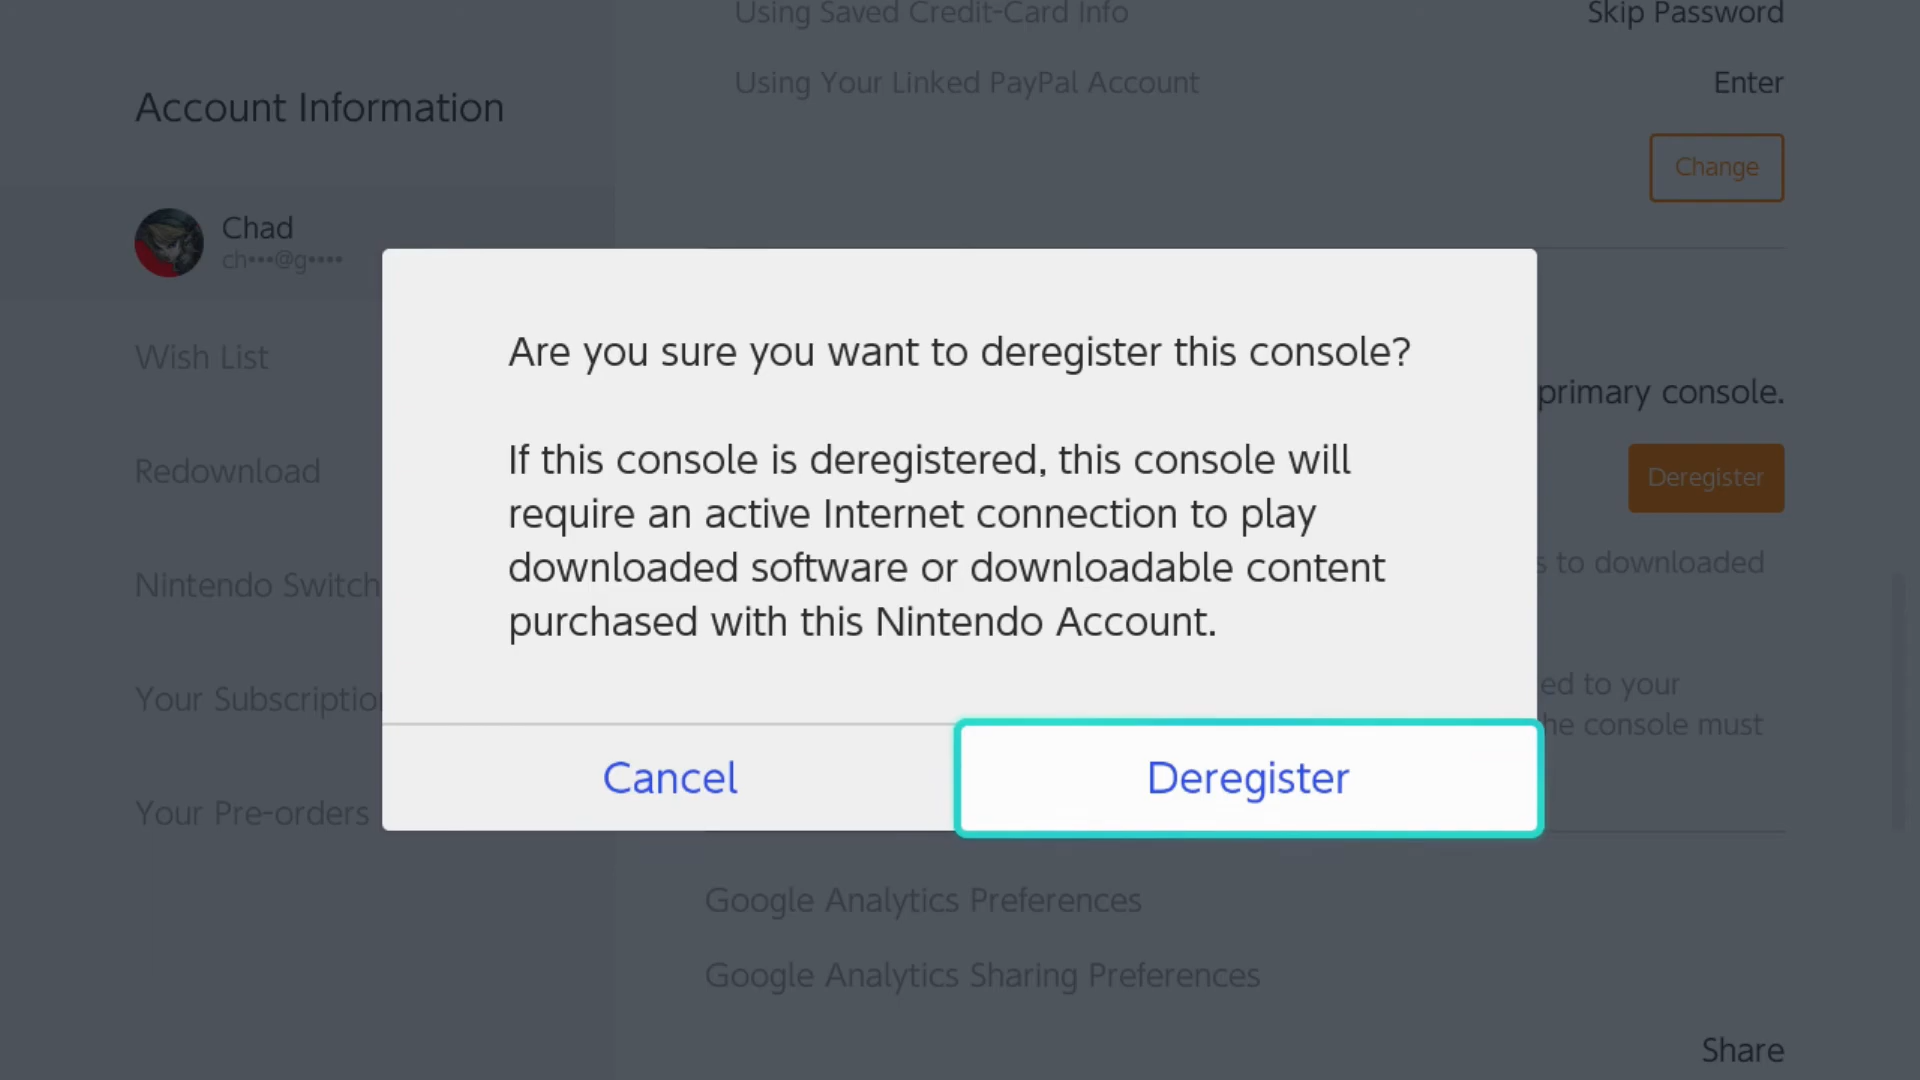 Using Saved Credit-Card Info
Skip Password
Using Your Linked PayPal Account
Enter
Account Information
Change
Chad
ch•••@g••••
Are you sure you want to deregister this console?
Wish List
primary console.
If this console is deregistered, this console will
require an active Internet connection to play
downloaded software or downloadable content
purchased with this Nintendo Account.
Redownload
Deregister
to downloaded
Nintendo Switch
Your
to your
console must
Cancel
Deregister
Your Pre-orders
Google Analytics Preferences
Google Analytics Sharing Preferences
Share